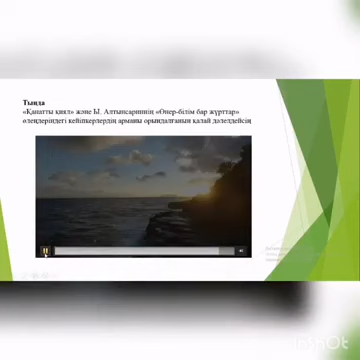 Тыңда
«Қанатты қиял» және Ы. Алтынсариннің «Өнер-білім бар жұрттар»
өлеңдеріндегі кейіпкерлердің арманы орындалғанын қалай дәлелдейсің
InShOt